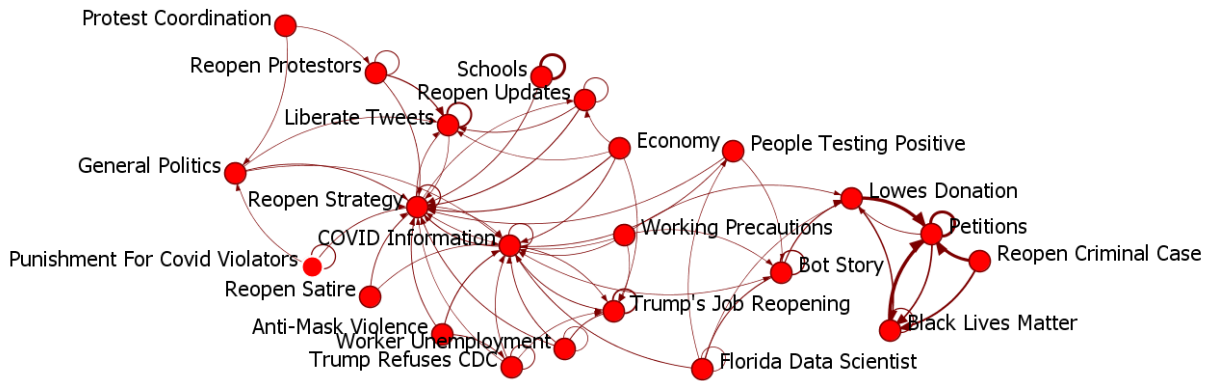 Protest Coordination
Reopen Protestors
Schools
Reopen Updates
Liberate Tweets
Economy
People Testing Positive
General Politics
Reopen Strategy
Lowes Donation
COVID Information
Working Precautions
Petitions
Punishment For Covid Violators
Bot Story
Reopen Criminal Case
Reopen Satire
Trump's Job Reopening
Anti-Mask Violence
Black Lives Matter
Worker Unemployment
Trump Refuses CDC
Florida Data Scientist